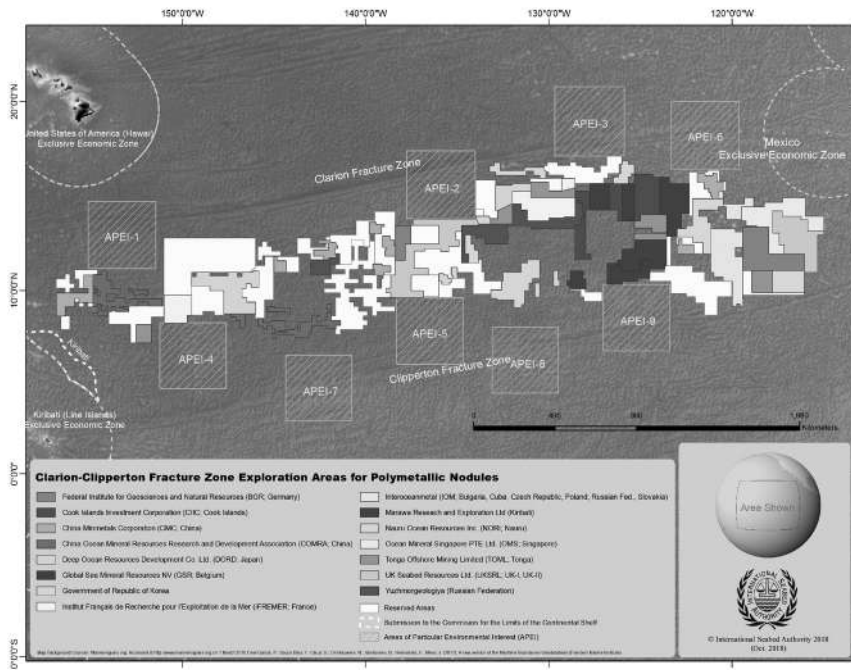 150°0'0"W
140°0'0"W
130°0'0"W
120°0'0"W
20°0'0"N
10°0'0"N
0°0'0"
United States of America (Hawaii)
Exclusive Economic Zone
APEI-3
APEI-6
Mexico
Exclusive Economic Zone
Clarion Fracture Zone
APEI-2
APEI-1
APEI-4
APEI-5
APEI-9
APEI-8
APEI-7
Clipperton Fracture Zone
Kiribati
Kiribati (Line Islands)
Exclusive Economic Zone
0
Kilometers
Clarion-Clipperton Fracture Zone Exploration Areas for Polymetallic Nodules
Federal Institute for Geosciences and Natural Resources (BGR; Germany)
Cook Islands Investment Corporation (CIIC; Cook Islands)
China Minmetals Corporation (CMC; China)
China Ocean Mineral Resources Research and Development Association (COMRA; China)
Deep Ocean Resources Development Co. Ltd. (DORD; Japan)
Global Sea Mineral Resources NV (GSR; Belgium)
Government of Republic of Korea
Institut Français de Recherche pour l'Exploitation de la Mer (IFREMER; France)
Interoceanmetal (IOM; Bulgaria, Cuba, Czech Republic, Poland, Russian Fed., Slovakia)
Marawa Research and Exploration Ltd (Kiribati)
Nauru Ocean Resources Inc. (NORI; Nauru)
Ocean Mineral Singapore PTE Ltd. (OMS; Singapore)
Tonga Offshore Mining Limited (TOML; Tonga)
UK Seabed Resources Ltd. (UKSRL; UK-I, UK-II)
Yuzhmorgeologiya (Russian Federation)
Reserved Areas
Submission to the Commission for the Limits of the Continental Shelf
Areas of Particular Environmental Interest (APEI)
Area Shown
INTERNATIONAL SEABED AUTHORITY
© International Seabed Authority 2018
(Oct. 2018)